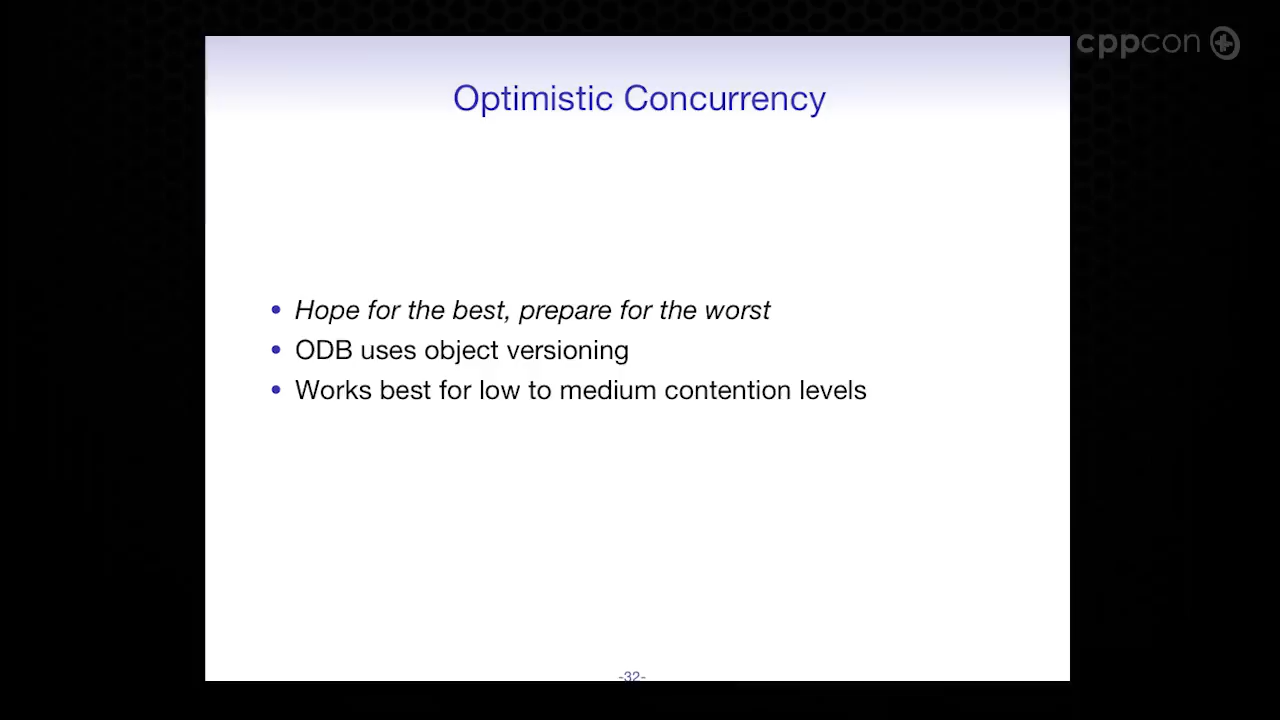 cppcon
Optimistic Concurrency
• Hope for the best, prepare for the worst
• ODB uses object versioning
• Works best for low to medium contention levels
-32-